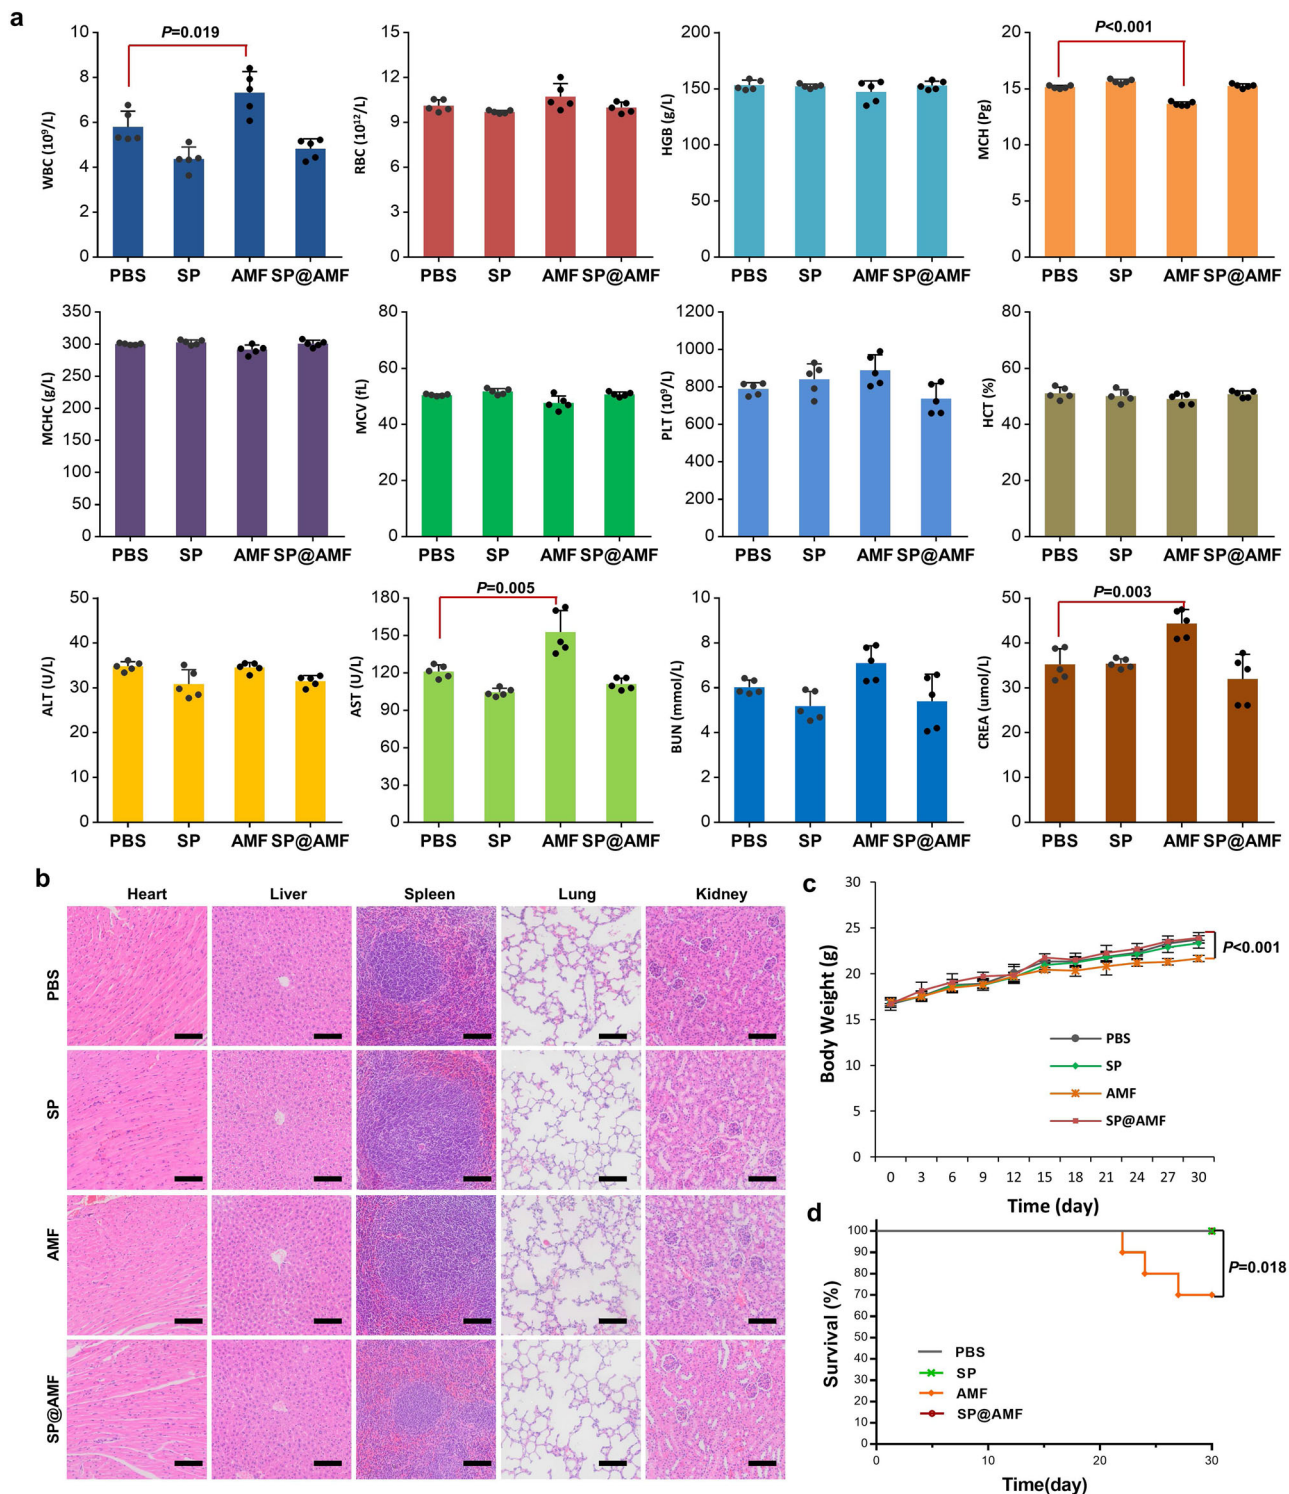 a
WBC (10⁹/L)
10
8
6
4
2
0
P=0.019
PBS SP AMF SP@AMF
RBC (10¹²/L)
15
12
9
6
3
0
PBS SP AMF SP@AMF
HGB (g/L)
200
150
100
50
0
PBS SP AMF SP@AMF
MCH (Pg)
20
15
10
5
0
P<0.001
PBS SP AMF SP@AMF
MCHC (g/L)
350
300
250
200
150
100
50
0
PBS SP AMF SP@AMF
MCV (fL)
80
60
40
20
0
PBS SP AMF SP@AMF
PLT (10⁹/L)
1200
1000
800
600
400
200
0
PBS SP AMF SP@AMF
HCT (%)
80
60
40
20
0
PBS SP AMF SP@AMF
ALT (U/L)
50
40
30
20
10
0
PBS SP AMF SP@AMF
AST (U/L)
180
150
120
90
60
30
0
P=0.005
PBS SP AMF SP@AMF
BUN (mmol/L)
10
8
6
4
2
0
PBS SP AMF SP@AMF
CREA (umol/L)
50
40
30
20
10
0
P=0.003
PBS SP AMF SP@AMF
b
Heart Liver Spleen Lung Kidney
PBS
SP
AMF
SP@AMF
c
Body Weight (g)
30
25
20
15
10
5
0
P<0.001
PBS
SP
AMF
SP@AMF
0 3 6 9 12 15 18 21 24 27 30
Time (day)
d
Survival (%)
100
90
80
70
60
50
40
30
20
10
0
P=0.018
PBS
SP
AMF
SP@AMF
0 10 20 30
Time(day)